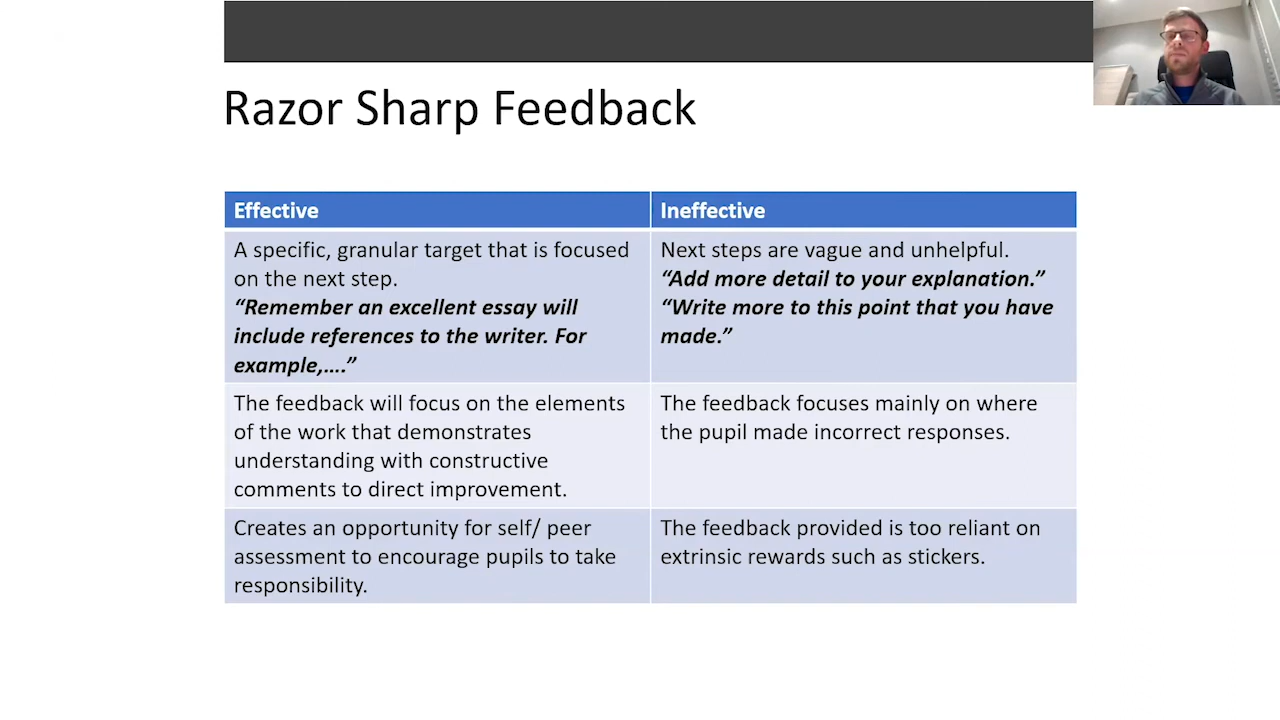 Razor Sharp Feedback
Effective
Ineffective
A specific, granular target that is focused
on the next step.
“Remember an excellent essay will
include references to the writer. For
example,....”
Next steps are vague and unhelpful.
“Add more detail to your explanation.”
“Write more to this point that you have
made.”
The feedback will focus on the elements
of the work that demonstrates
understanding with constructive
comments to direct improvement.
The feedback focuses mainly on where
the pupil made incorrect responses.
Creates an opportunity for self/ peer
assessment to encourage pupils to take
responsibility.
The feedback provided is too reliant on
extrinsic rewards such as stickers.